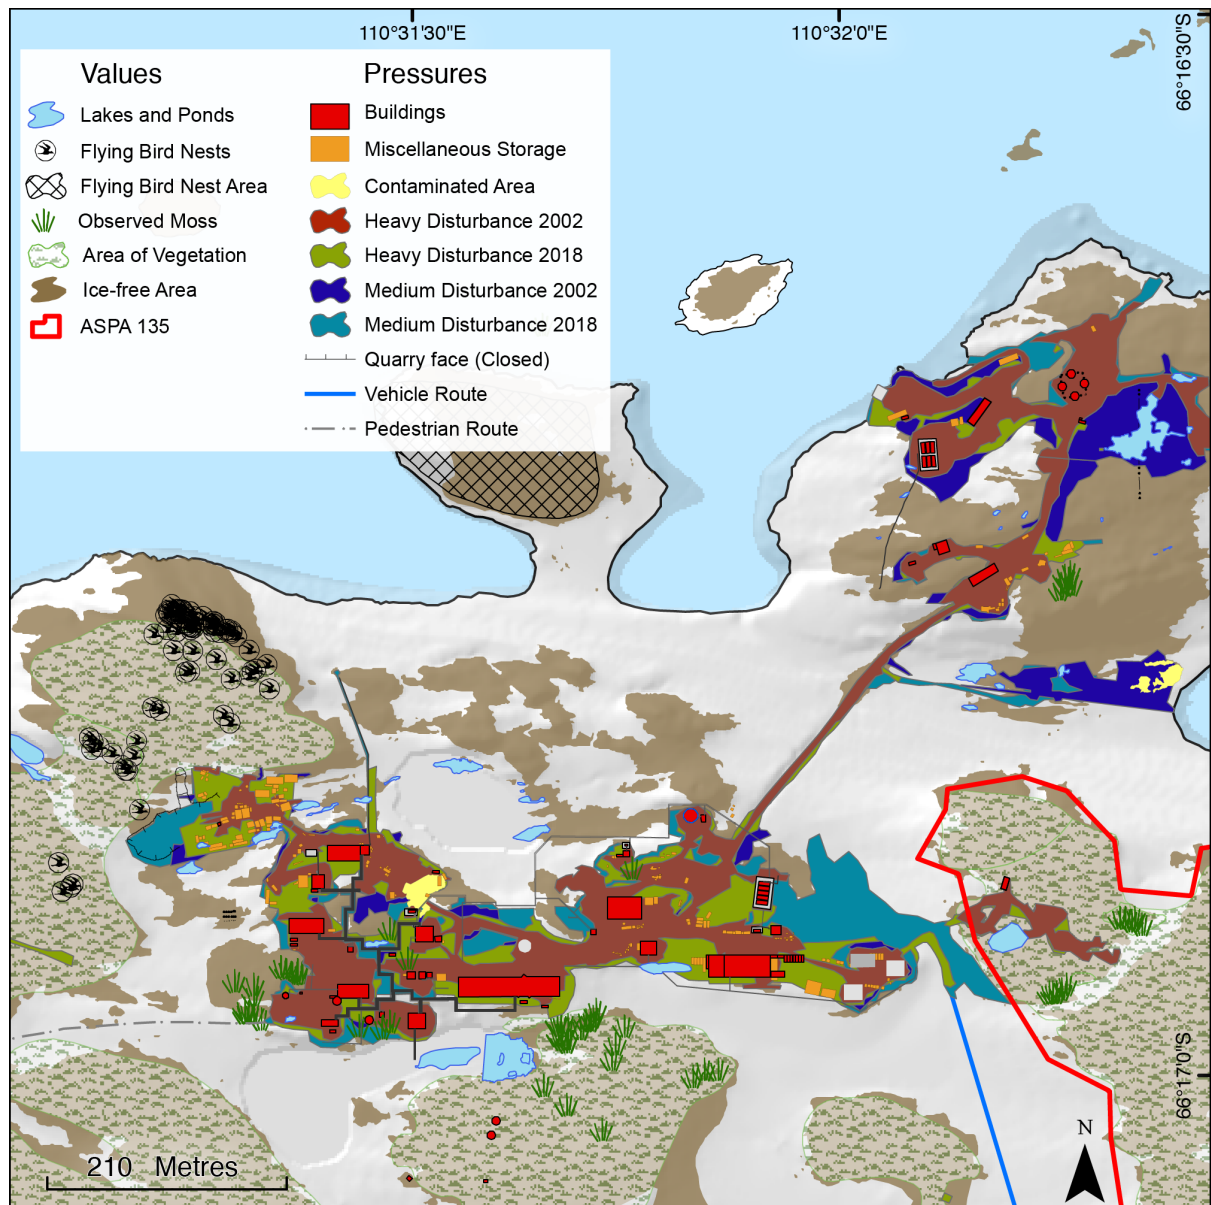 110°31'30"E
110°32'0"E
66°16'30"S
Values
Lakes and Ponds
Flying Bird Nests
Flying Bird Nest Area
Observed Moss
Area of Vegetation
Ice-free Area
ASPA 135
Pressures
Buildings
Miscellaneous Storage
Contaminated Area
Heavy Disturbance 2002
Heavy Disturbance 2018
Medium Disturbance 2002
Medium Disturbance 2018
Quarry face (Closed)
Vehicle Route
Pedestrian Route
66°17'0"S
N
210 Metres